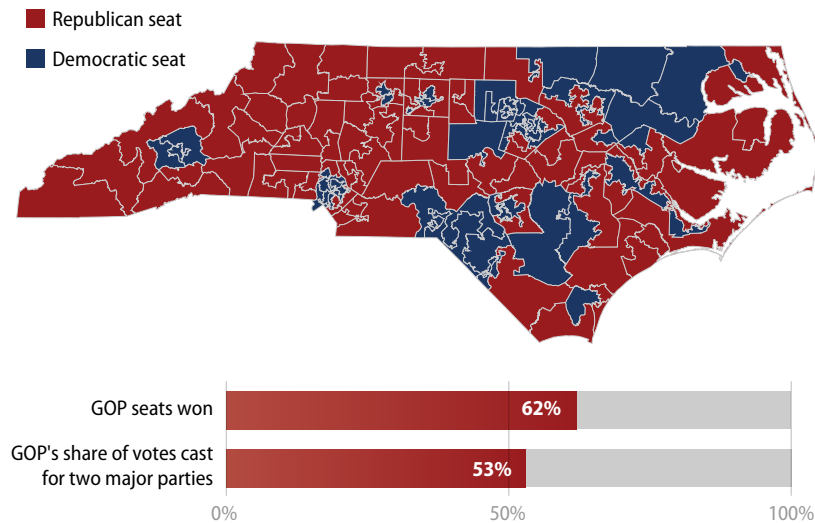 Republican seat
Democratic seat
GOP seats won
62%
GOP's share of votes cast
for two major parties
53%
0%
50%
100%